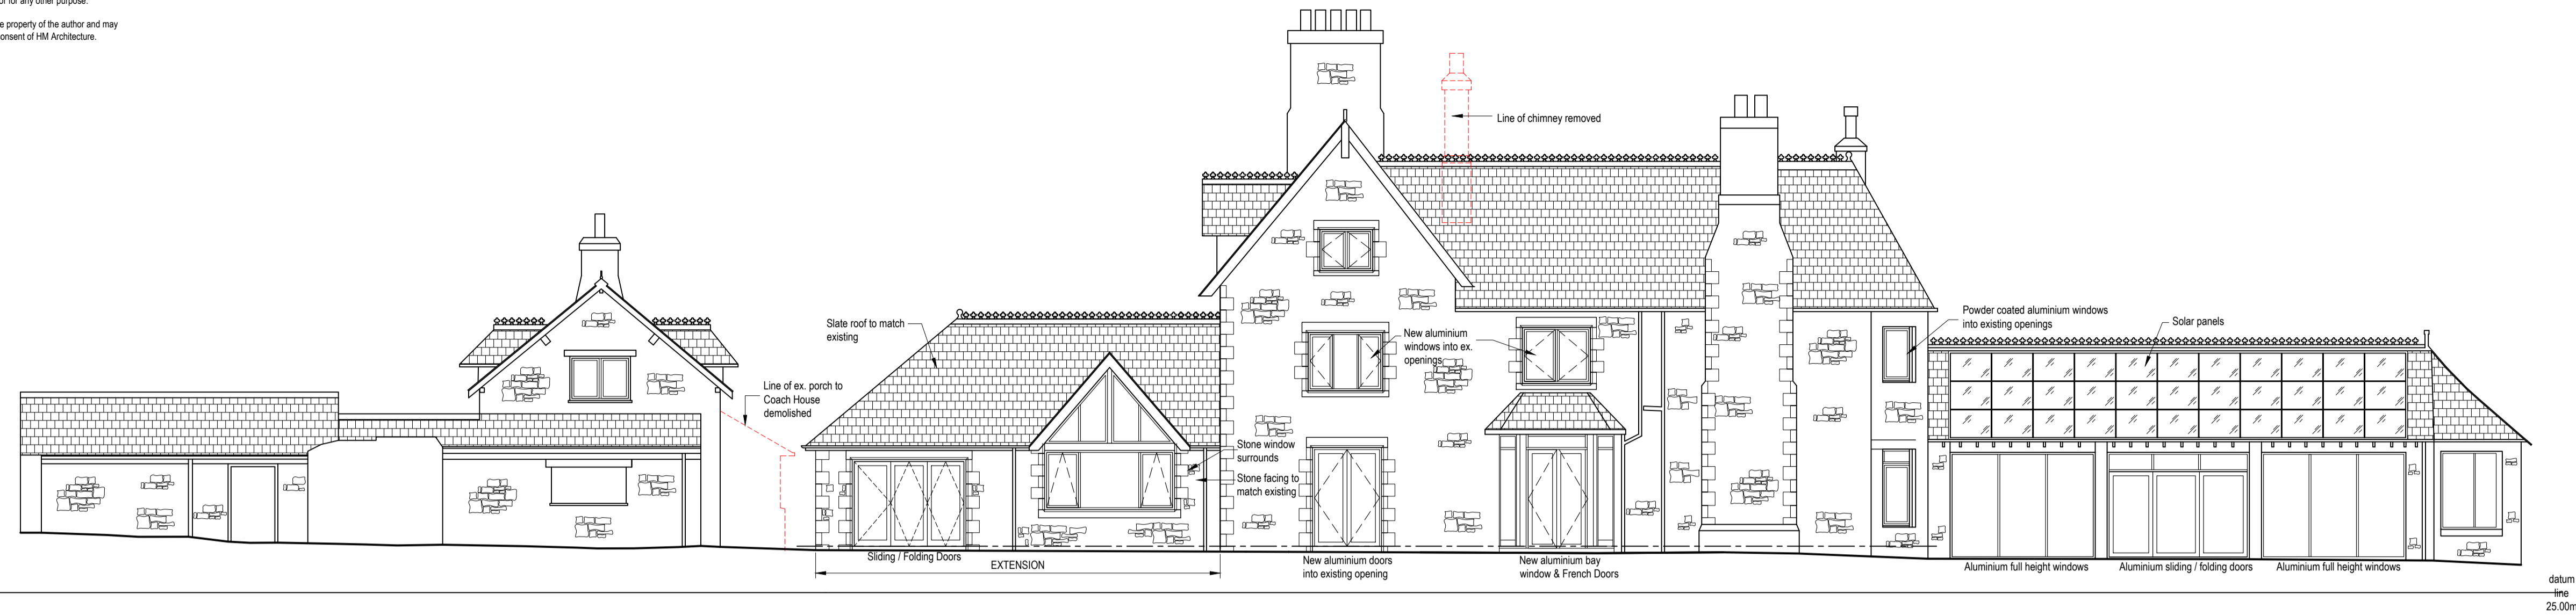 or for any other purpose.
e property of the author and may
onsent of HM Architecture.
Line of chimney removed
Slate roof to match
existing
Line of ex. porch to
Coach House
demolished
Stone window
surrounds
Stone facing to
match existing
New aluminium
windows into ex.
openings
Powder coated aluminium windows
into existing openings
Solar panels
Sliding / Folding Doors
EXTENSION
New aluminium doors
into existing opening
New aluminium bay
window & French Doors
Aluminium full height windows
Aluminium sliding / folding doors
Aluminium full height windows
datum
line
25.00m